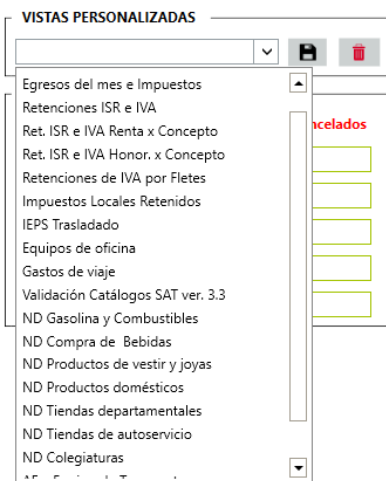 VISTAS PERSONALIZADAS
Egresos del mes e Impuestos
Retenciones ISR e IVA
ncelados
Ret. ISR e IVA Renta x Concepto
Ret. ISR e IVA Honor. x Concepto
Retenciones de IVA por Fletes
Impuestos Locales Retenidos
IEPS Trasladado
Equipos de oficina
Gastos de viaje
Validación Catálogos SAT ver. 3.3
ND Gasolina y Combustibles
ND Compra de  Bebidas
ND Productos de vestir y joyas
ND Productos domésticos
ND Tiendas departamentales
ND Tiendas de autoservicio
ND Colegiaturas